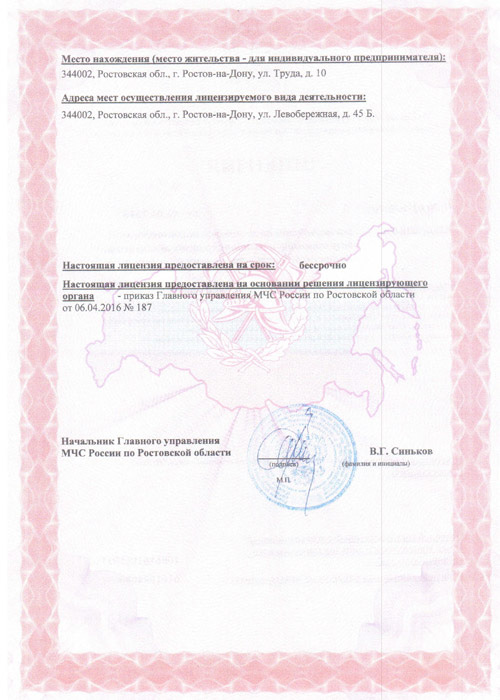 Место нахождения (место жительства - для индивидуального предпринимателя):
344002, Ростовская обл., г. Ростов-на-Дону, ул. Труда, д. 10
Адреса мест осуществления лицензируемого вида деятельности:
344002, Ростовская обл., г. Ростов-на-Дону, ул. Левобережная, д. 45 Б.
Настоящая лицензия предоставлена на срок: бессрочно
Настоящая лицензия предоставлена на основании решения лицензирующего
органа - приказ Главного управления МЧС России по Ростовской области
от 06.04.2016 № 187
Начальник Главного управления
МЧС России по Ростовской области
В.Г. Синьков
(подпись)
(фамилия и инициалы)
М.П.